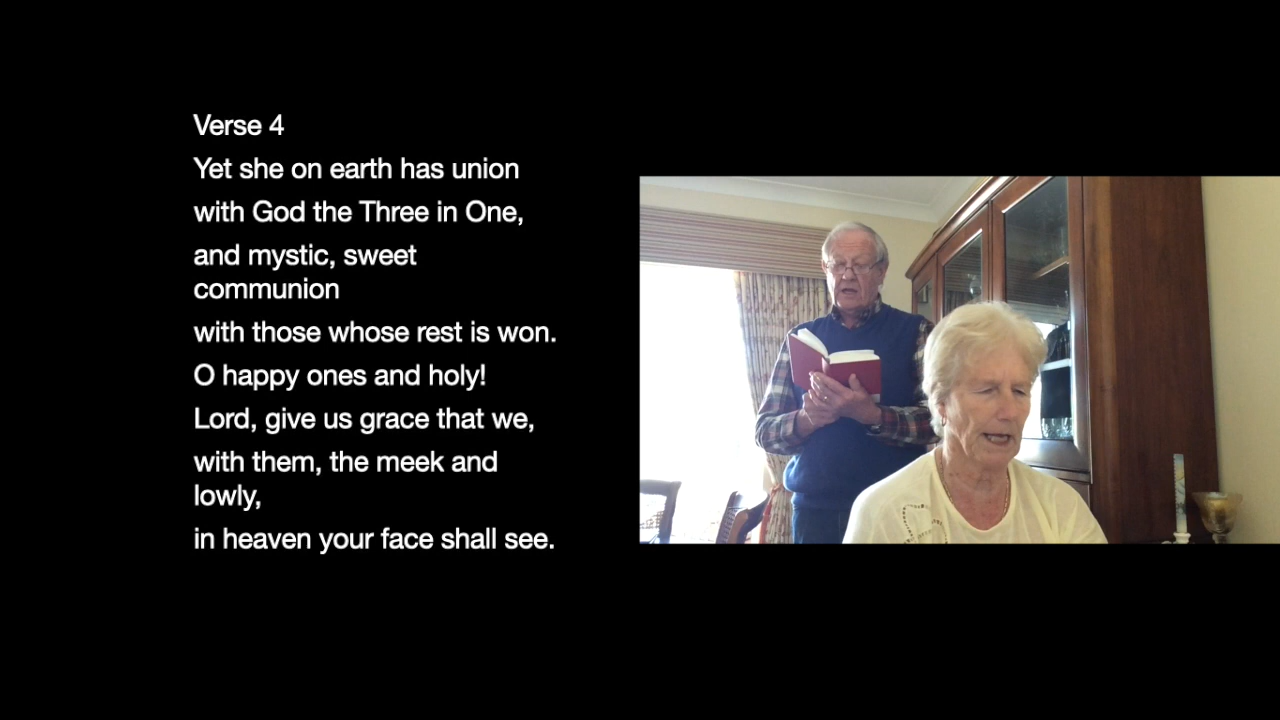 Verse 4
Yet she on earth has union
with God the Three in One,
and mystic, sweet
communion
with those whose rest is won.
O happy ones and holy!
Lord, give us grace that we,
with them, the meek and
lowly,
in heaven your face shall see.